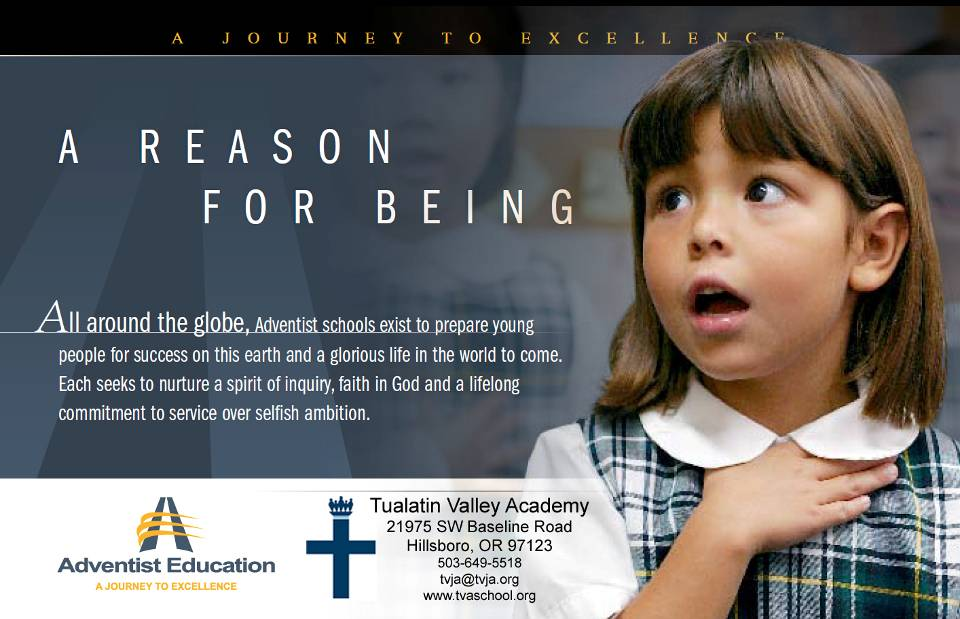 A JOURNEY TO EXCELLENCE
A REASON
FOR BEING
All around the globe, Adventist schools exist to prepare young
people for success on this earth and a glorious life in the world to come.
Each seeks to nurture a spirit of inquiry, faith in God and a lifelong
commitment to service over selfish ambition.
Adventist Education
A JOURNEY TO EXCELLENCE
Tualatin Valley Academy
21975 SW Baseline Road
Hillsboro, OR 97123
503-649-5518
tvja@tvja.org
www.tvaschool.org